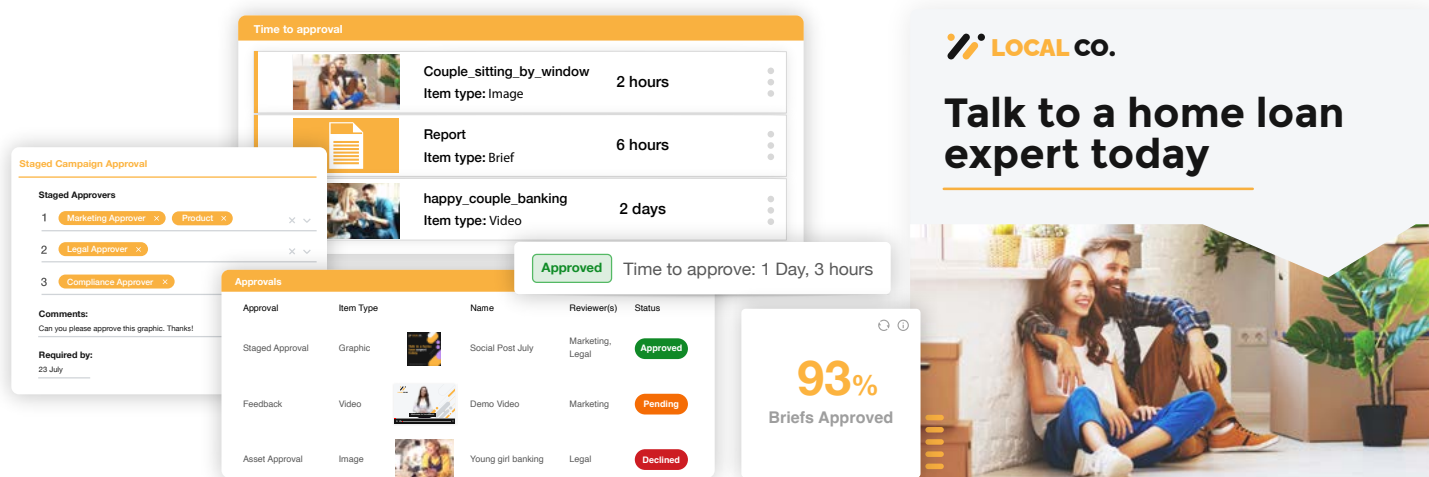 Time to approval
Couple_sitting_by_window
Item type: Image
2 hours
Report
Item type: Brief
6 hours
happy_couple_banking
Item type: Video
2 days
Staged Campaign Approval
Staged Approvers
1 Marketing Approver × Product ×
2 Legal Approver ×
3 Compliance Approver ×
Comments:
Can you please approve this graphic. Thanks!
Required by:
23 July
Approved Time to approve: 1 Day, 3 hours
Approvals
Approval Item Type Name Reviewer(s) Status
Staged Approval Graphic Social Post July Marketing, Legal Approved
Feedback Video Demo Video Marketing Pending
Asset Approval Image Young girl banking Legal Declined
93%
Briefs Approved
LOCAL CO.
Talk to a home loan
expert today